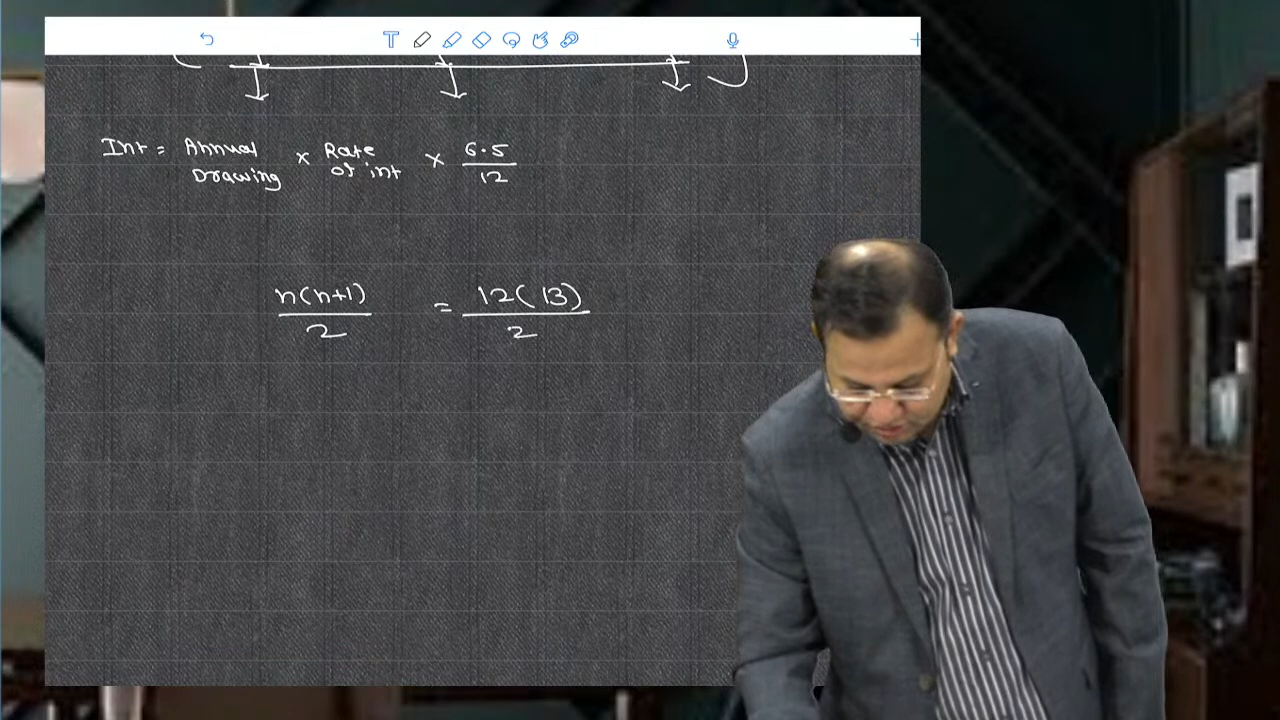 Int = Annual Drawing × Rate of int × 6.5/12
n(n+1)/2 = 12(13)/2